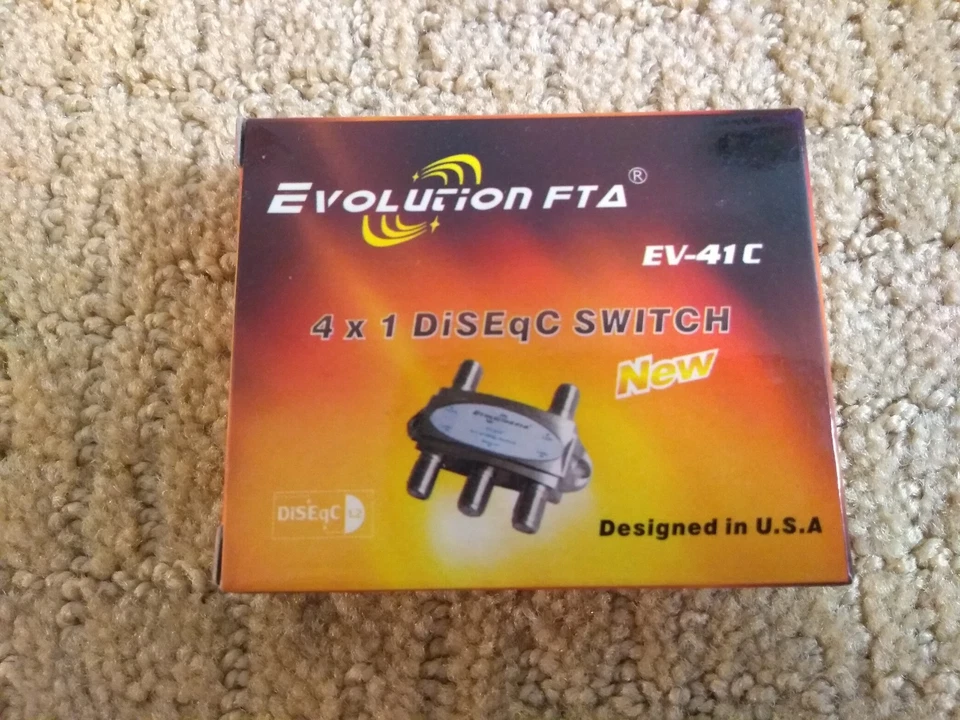 EVOLUTION FTA®
EV-41C
4 x 1 DiSEqC SWITCH
New
DiSEqC
Designed in U.S.A